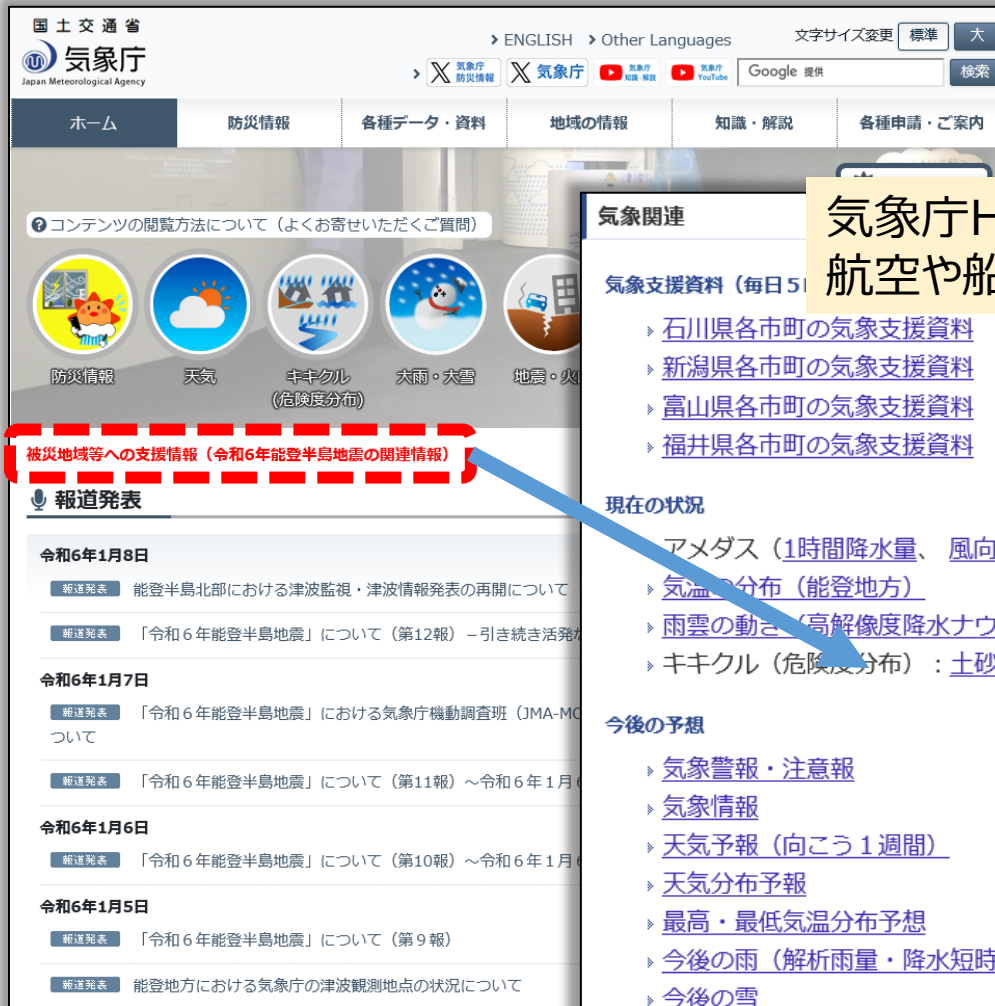 国土交通省
気象庁
Japan Meteorological Agency
ENGLISH
Other Languages
文字サイズ変更
標準
大
気象庁
防災情報
気象庁
気象庁
知識・解説
気象庁
YouTube
Google 提供
検索
ホーム
防災情報
各種データ・資料
地域の情報
知識・解説
各種申請・ご案内
コンテンツの閲覧方法について（よくお寄せいただくご質問）
防災情報
天気
キキクル
(危険度分布)
大雨・大雪
地震・火
被災地域等への支援情報（令和6年能登半島地震の関連情報）
報道発表
令和6年1月8日
報道発表 能登半島北部における津波監視・津波情報発表の再開について
報道発表 「令和６年能登半島地震」について（第12報）－引き続き活発
令和6年1月7日
報道発表 「令和６年能登半島地震」における気象庁機動調査班（JMA-MO
ついて
報道発表 「令和６年能登半島地震」について（第11報）～令和６年１月
令和6年1月6日
報道発表 「令和６年能登半島地震」について（第10報）～令和６年１月
令和6年1月5日
報道発表 「令和６年能登半島地震」について（第９報）
報道発表 能登地方における気象庁の津波観測地点の状況について
気象関連
気象庁H
航空や船
気象支援資料（毎日５
石川県各市町の気象支援資料
新潟県各市町の気象支援資料
富山県各市町の気象支援資料
福井県各市町の気象支援資料
現在の状況
アメダス（1時間降水量、 風向
気温の分布（能登地方）
雨雲の動き（高解像度降水ナウ
キキクル（危険度分布）：土砂
今後の予想
気象警報・注意報
気象情報
天気予報（向こう１週間）
天気分布予報
最高・最低気温分布予想
今後の雨（解析雨量・降水短時
今後の雪